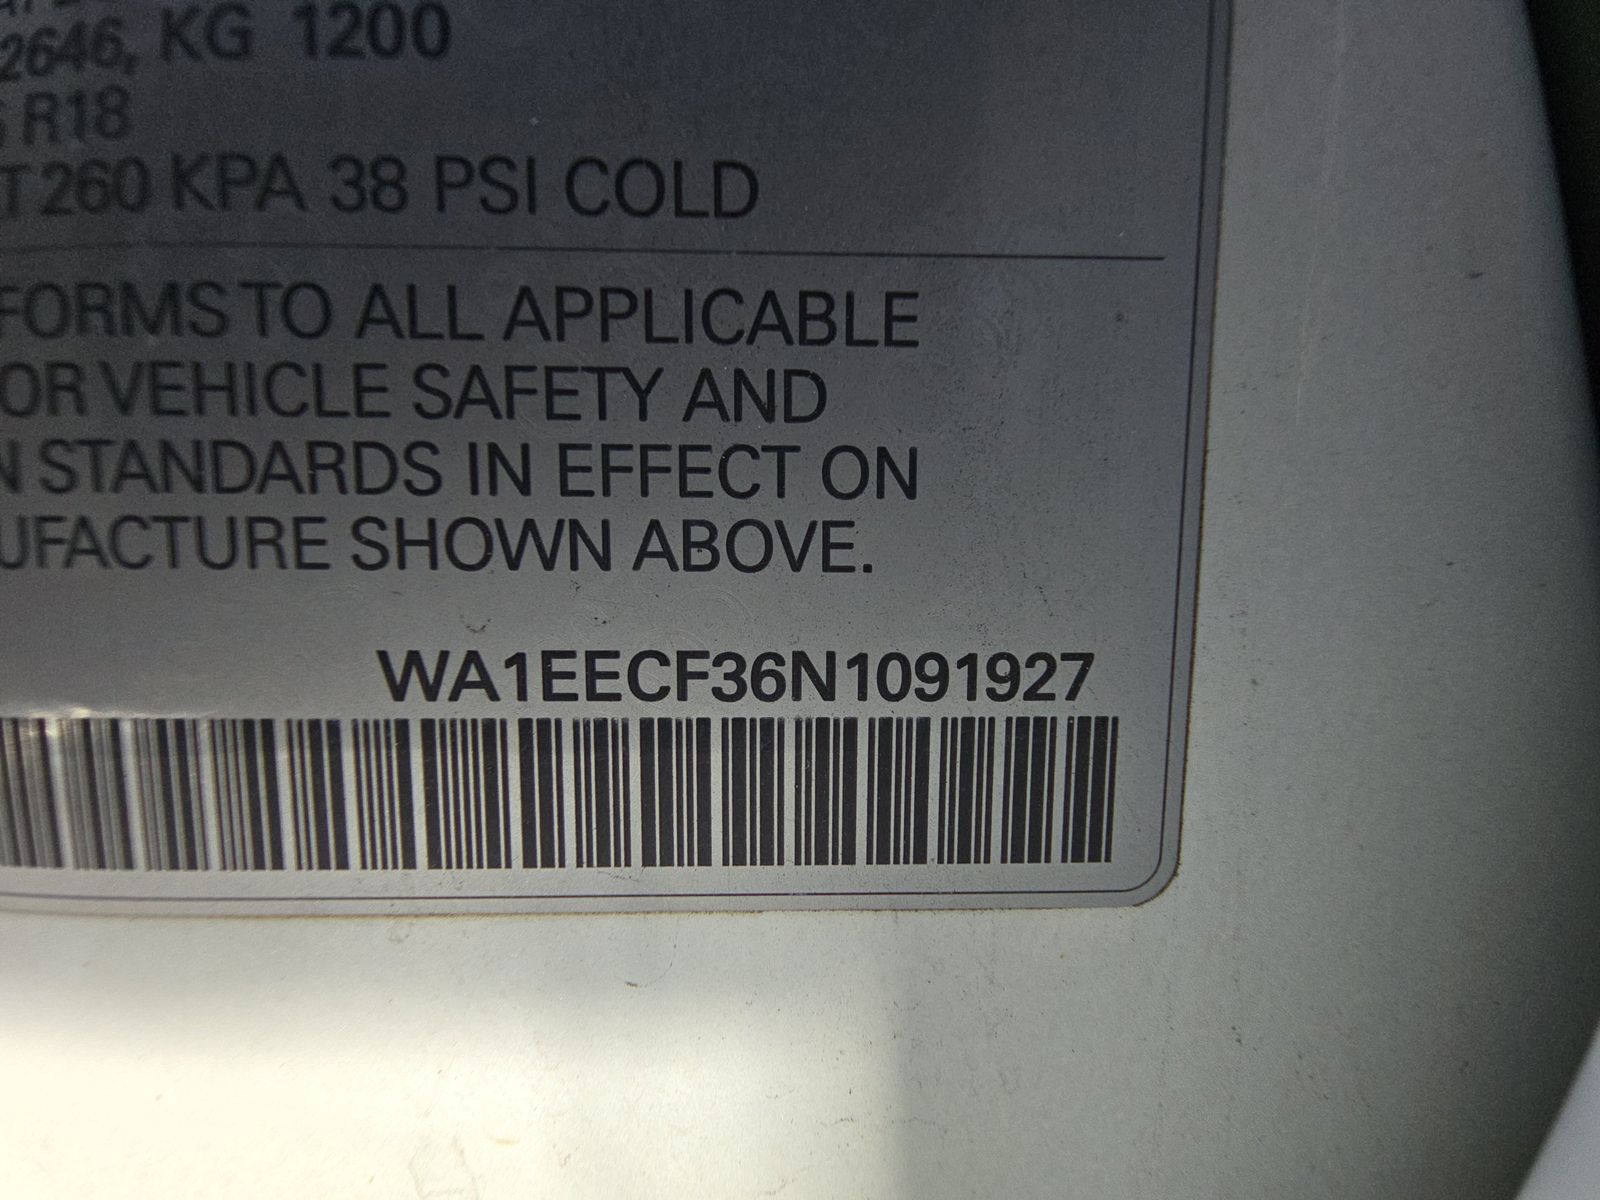 2646, KG 1200
R18
T 260 KPA 38 PSI COLD
FORMS TO ALL APPLICABLE
OR VEHICLE SAFETY AND
N STANDARDS IN EFFECT ON
UFACTURE SHOWN ABOVE.
WA1EECF36N1091927